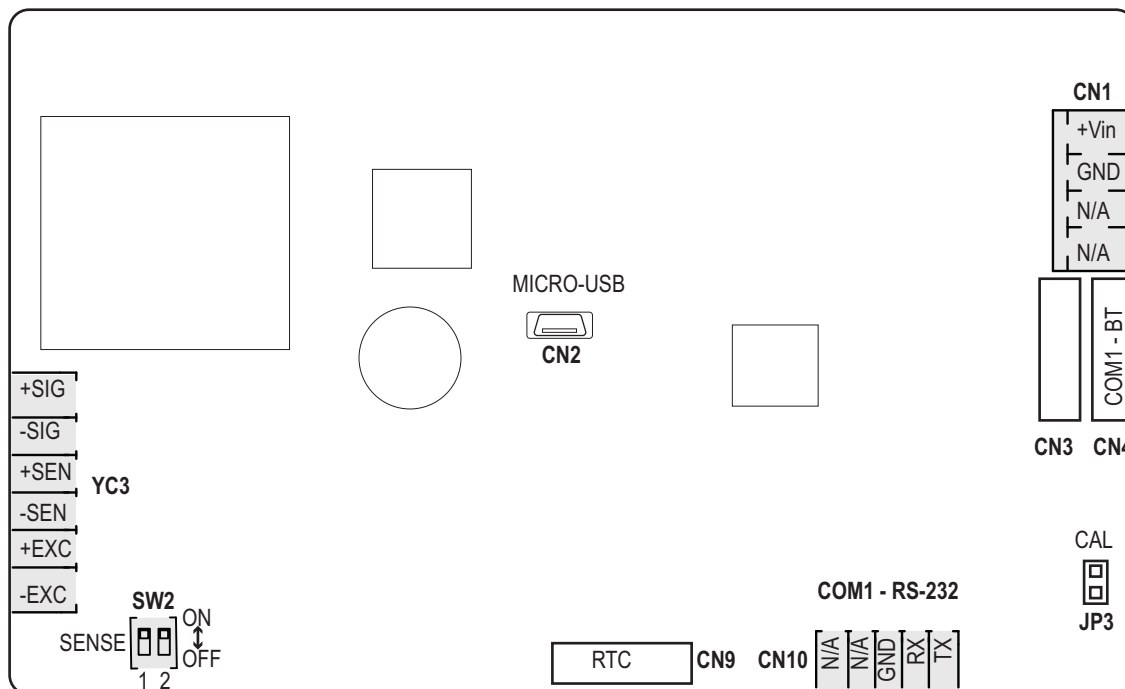 CN1
+Vin
GND
N/A
N/A
MICRO-USB
CN2
COM1 - BT
CN3
CN4
+SIG
-SIG
+SEN
-SEN
+EXC
-EXC
YC3
SW2
SENSE
ON
OFF
1 2
CAL
JP3
COM1 - RS-232
RTC
CN9
CN10
N/A
N/A
GND
RX
TX